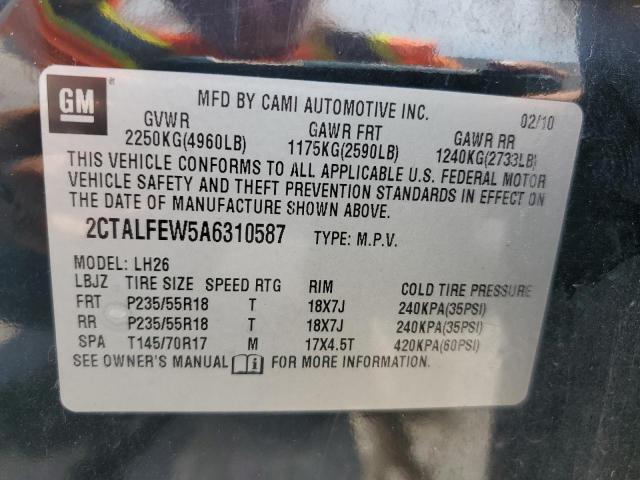 GM
MFD BY CAMI AUTOMOTIVE INC. 02/10
GVWR GAWR FRT GAWR RR
2250KG(4960LB) 1175KG(2590LB) 1240KG(2733LB)
THIS VEHICLE CONFORMS TO ALL APPLICABLE U.S. FEDERAL MOTOR
VEHICLE SAFETY AND THEFT PREVENTION STANDARDS IN EFFECT ON
THE DATE OF MANUFACTURE SHOWN ABOVE.
2CTALFEW5A6310587 TYPE: M.P.V.
MODEL: LH26
LBJZ TIRE SIZE SPEED RTG RIM COLD TIRE PRESSURE
FRT P235/55R18 T 18X7J 240KPA(35PSI)
RR P235/55R18 T 18X7J 240KPA(35PSI)
SPA T145/70R17 M 17X4.5T 420KPA(60PSI)
SEE OWNER'S MANUAL FOR MORE INFORMATION.